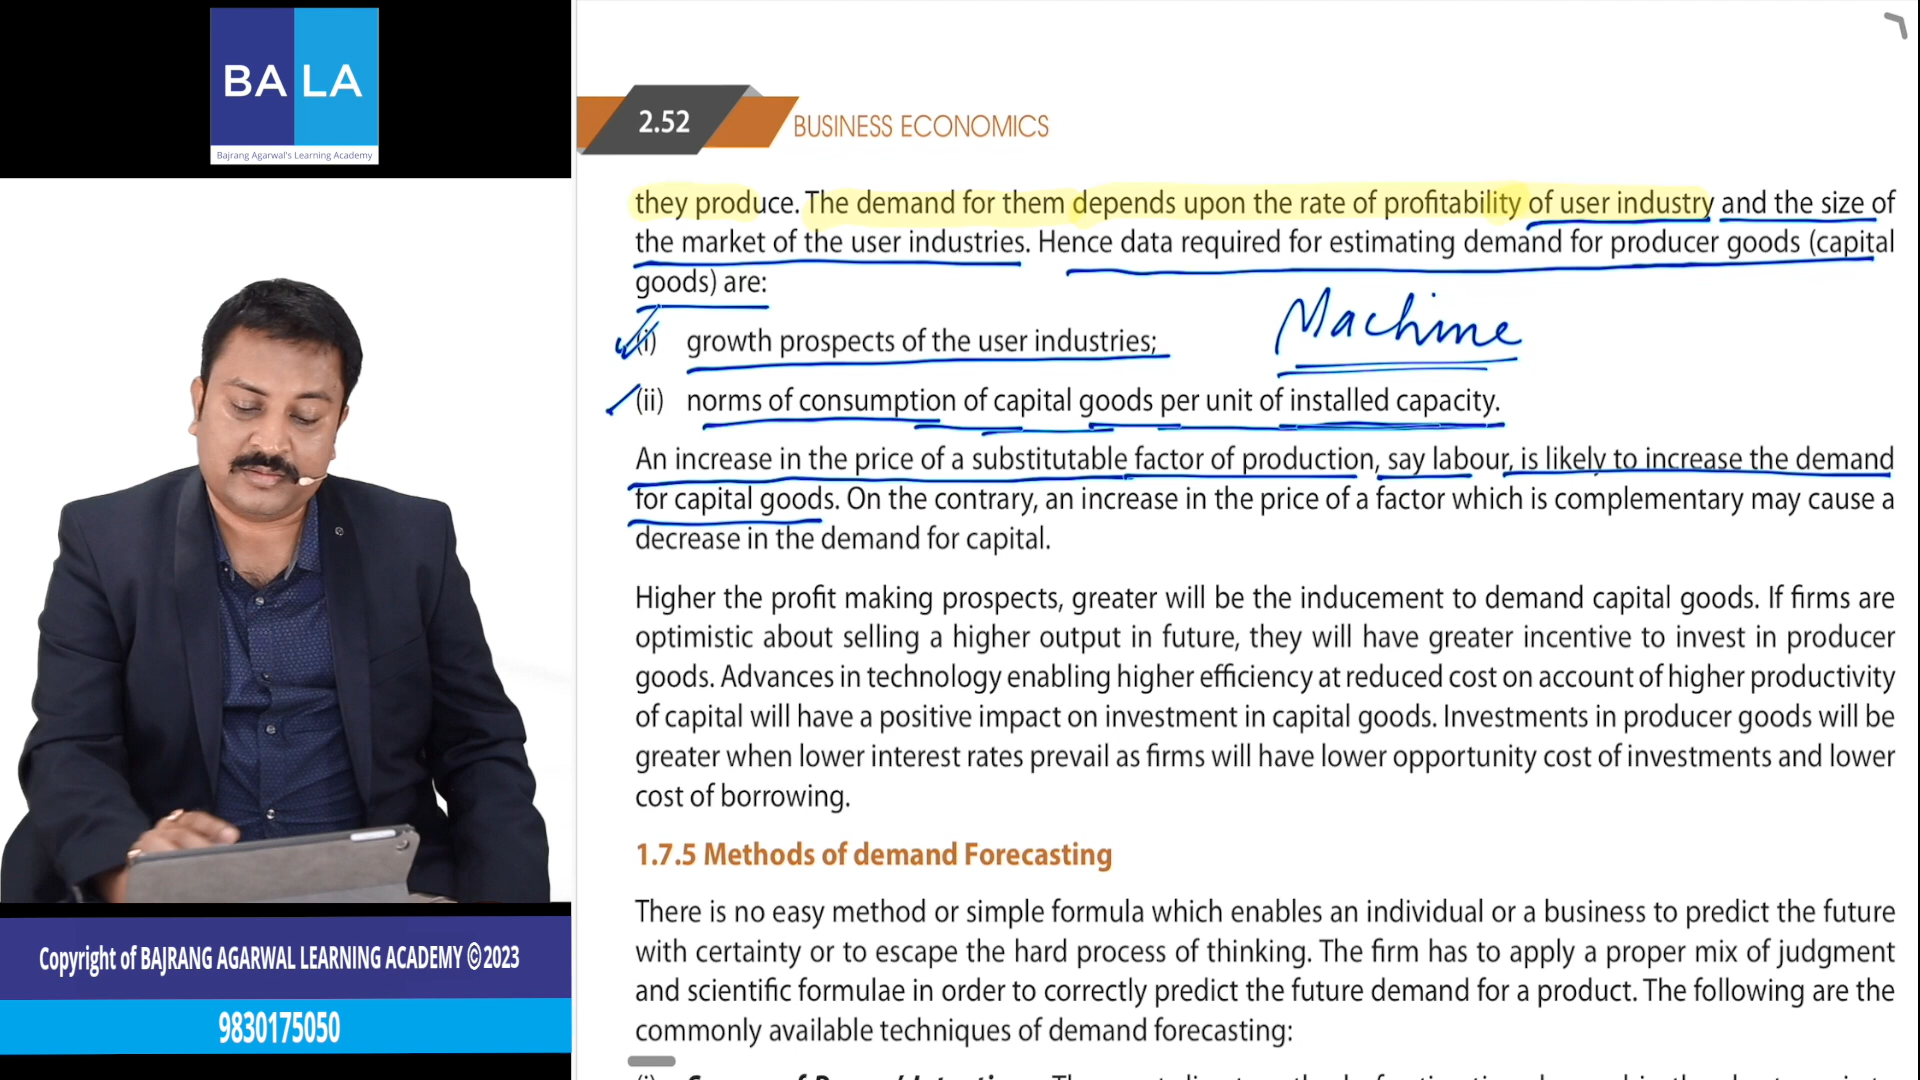 BA LA
Bajrang Agarwal's Learning Academy
2.52
BUSINESS ECONOMICS
they produce. The demand for them depends upon the rate of profitability of user industry and the size of
the market of the user industries. Hence data required for estimating demand for producer goods (capital
goods) are:
(i) growth prospects of the user industries;
Machine
(ii) norms of consumption of capital goods per unit of installed capacity.
An increase in the price of a substitutable factor of production, say labour, is likely to increase the demand
for capital goods. On the contrary, an increase in the price of a factor which is complementary may cause a
decrease in the demand for capital.
Higher the profit making prospects, greater will be the inducement to demand capital goods. If firms are
optimistic about selling a higher output in future, they will have greater incentive to invest in producer
goods. Advances in technology enabling higher efficiency at reduced cost on account of higher productivity
of capital will have a positive impact on investment in capital goods. Investments in producer goods will be
greater when lower interest rates prevail as firms will have lower opportunity cost of investments and lower
cost of borrowing.
1.7.5 Methods of demand Forecasting
There is no easy method or simple formula which enables an individual or a business to predict the future
with certainty or to escape the hard process of thinking. The firm has to apply a proper mix of judgment
and scientific formulae in order to correctly predict the future demand for a product. The following are the
commonly available techniques of demand forecasting:
Copyright of BAJRANG AGARWAL LEARNING ACADEMY ©2023
9830175050